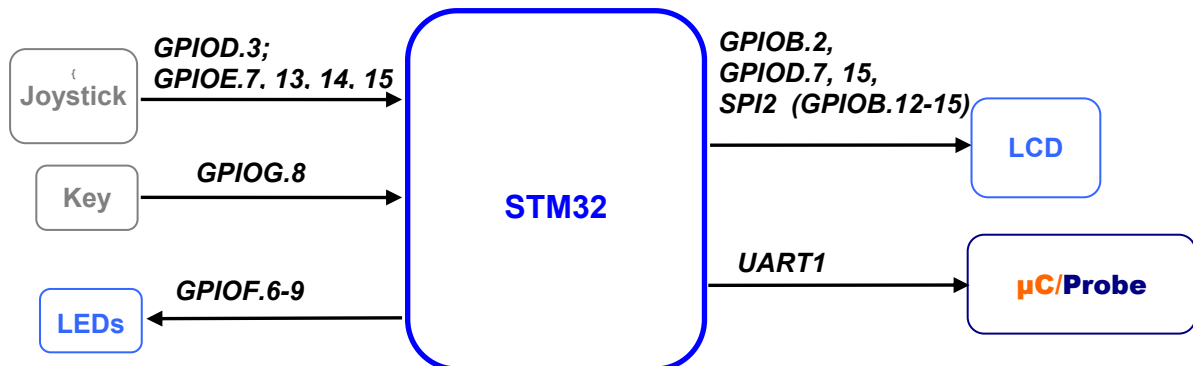 GPIOD.3;
GPIOE.7, 13, 14, 15
{
Joystick
GPIOG.8
Key
GPIOF.6-9
LEDs
STM32
GPIOB.2,
GPIOD.7, 15,
SPI2 (GPIOB.12-15)
LCD
UART1
µC/Probe